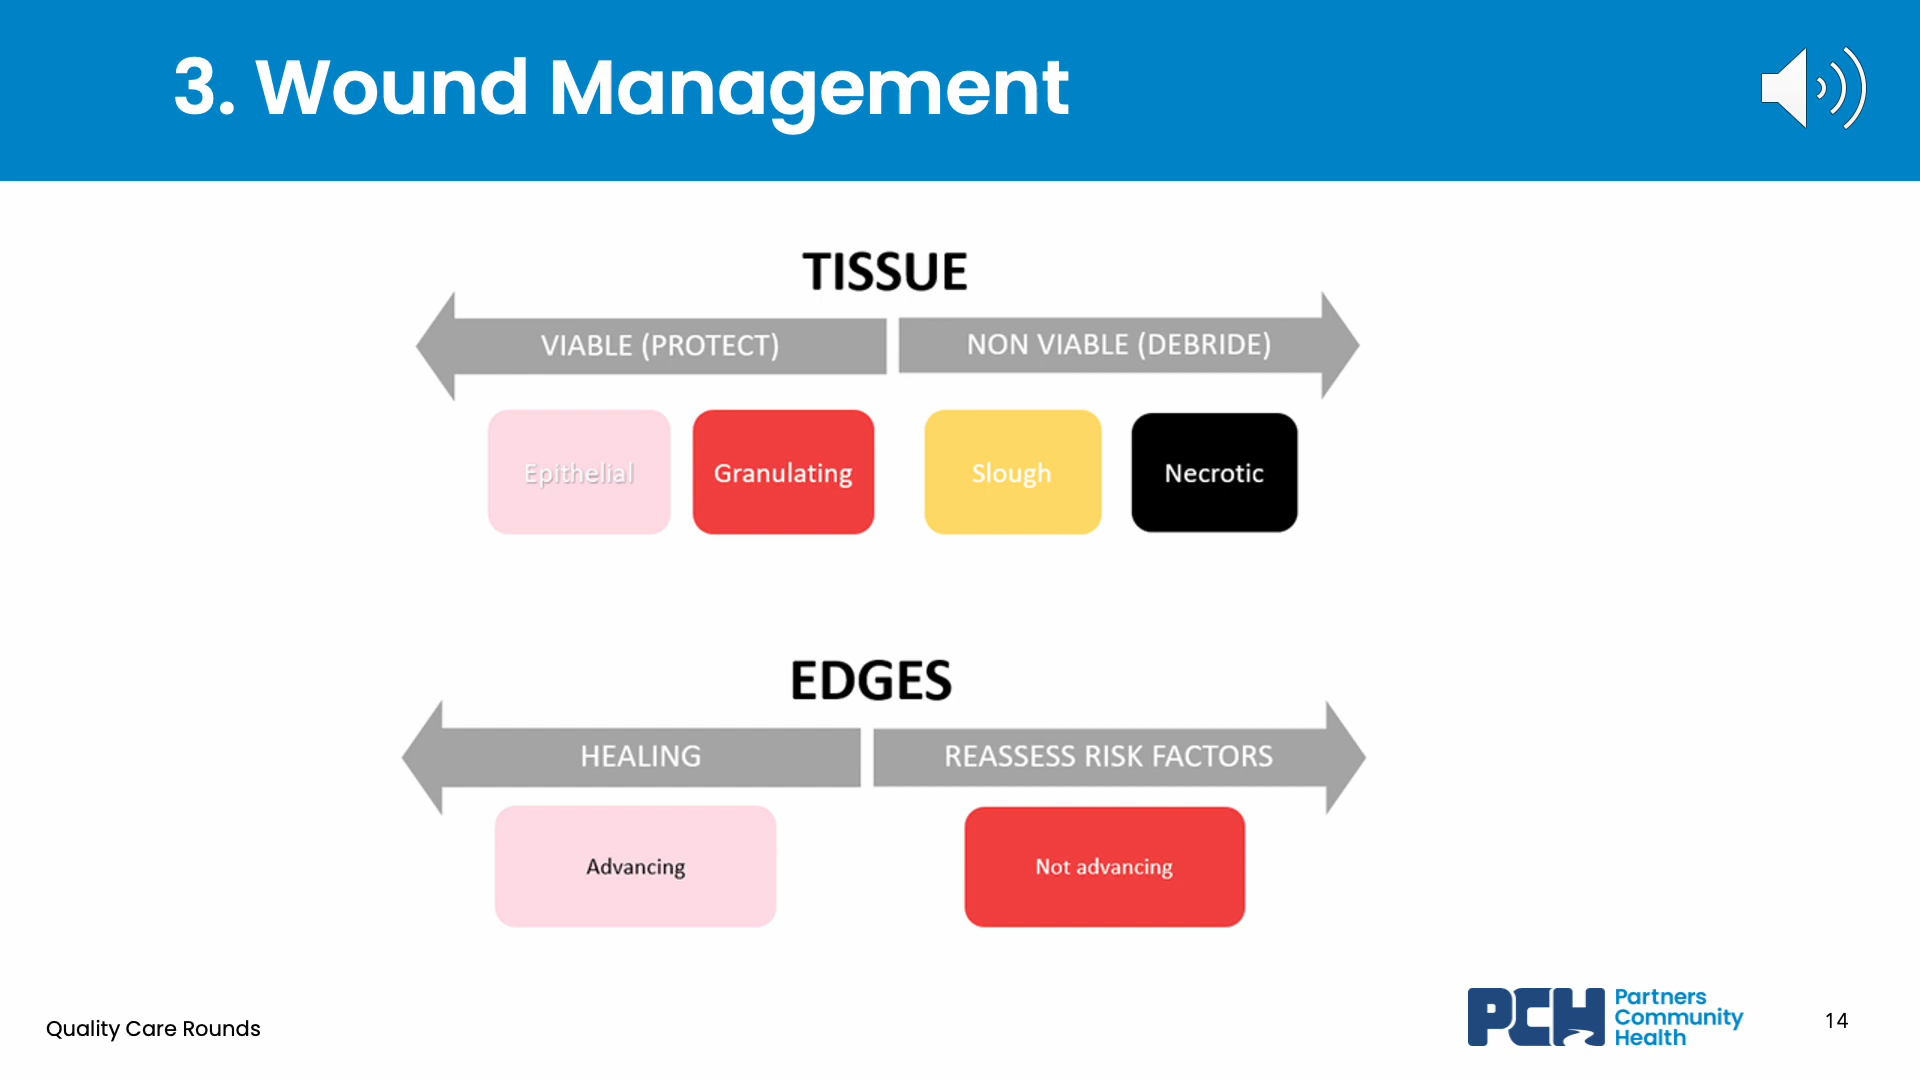 3. Wound Management
TISSUE
VIABLE (PROTECT)
NON VIABLE (DEBRIDE)
Epithelial
Granulating
Slough
Necrotic
EDGES
HEALING
REASSESS RISK FACTORS
Advancing
Not advancing
Quality Care Rounds
PCH
Partners
Community
Health
14